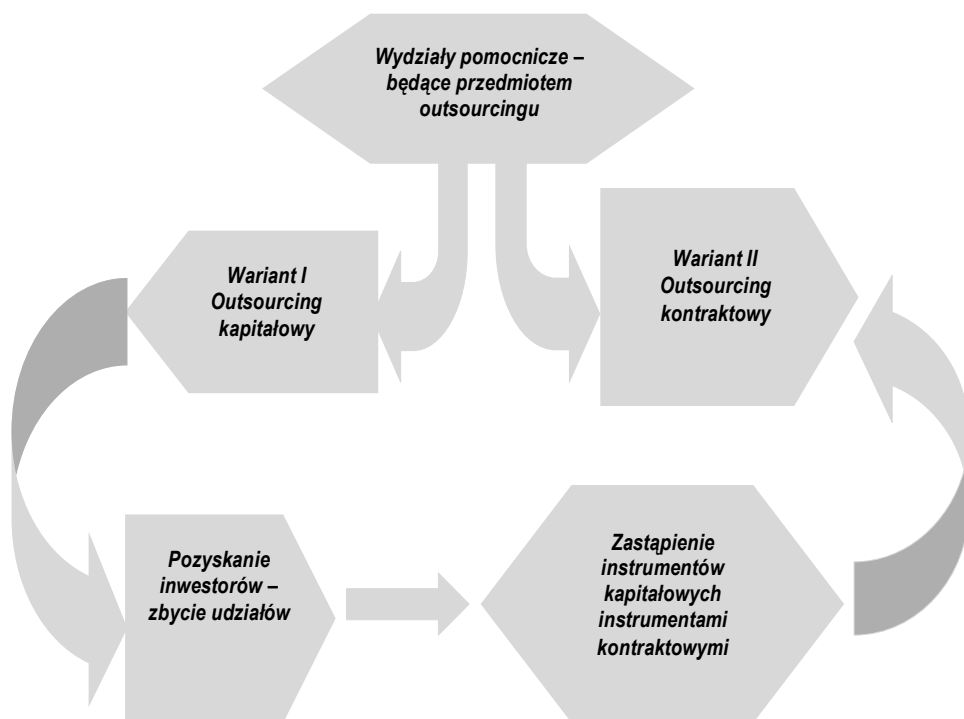 Wydziały pomocnicze –
będące przedmiotem
outsourcingu
Wariant I
Outsourcing
kapitałowy
Wariant II
Outsourcing
kontraktowy
Pozyskanie
inwestorów –
zbycie udziałów
Zastąpienie
instrumentów
kapitałowych
instrumentami
kontraktowymi